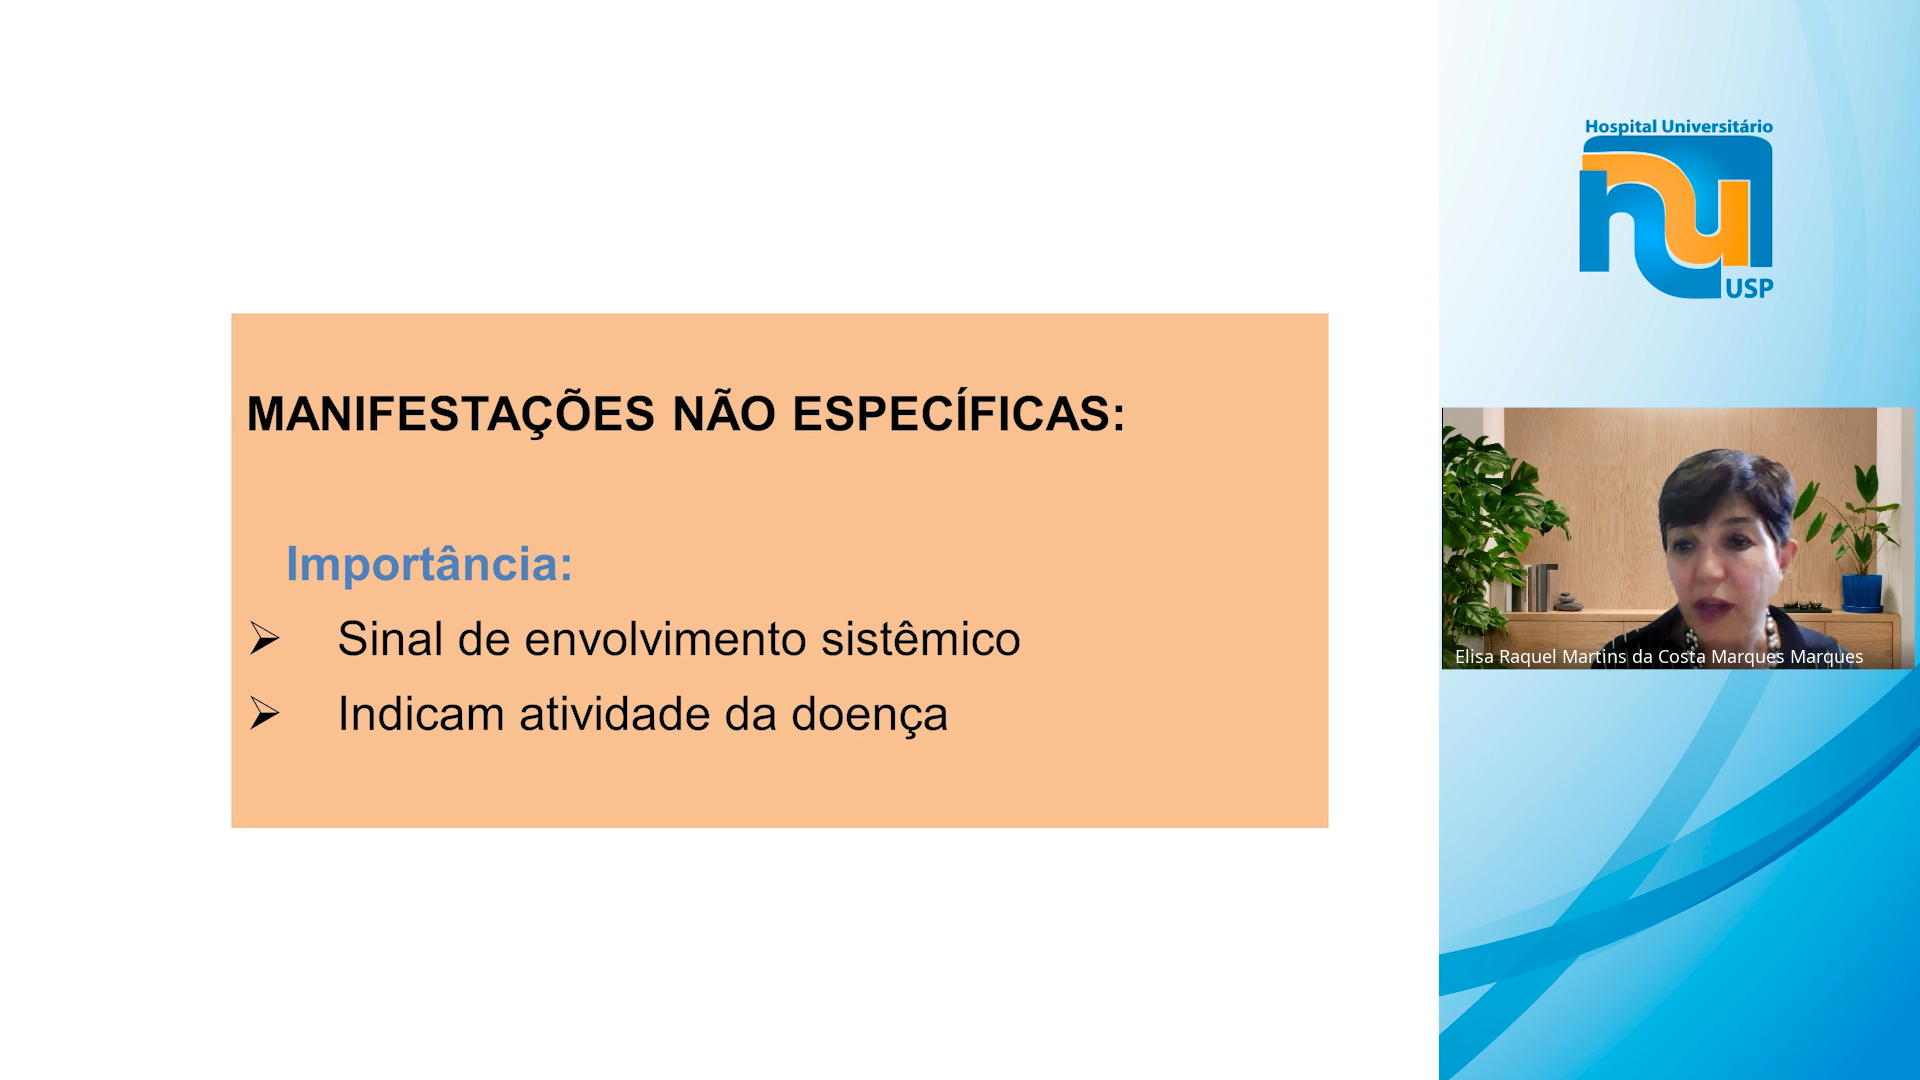 MANIFESTAÇÕES NÃO ESPECÍFICAS:
Importância:
➢ Sinal de envolvimento sistêmico
➢ Indicam atividade da doença
Hospital Universitário
hu
USP
Elisa Raquel Martins da Costa Marques Marques